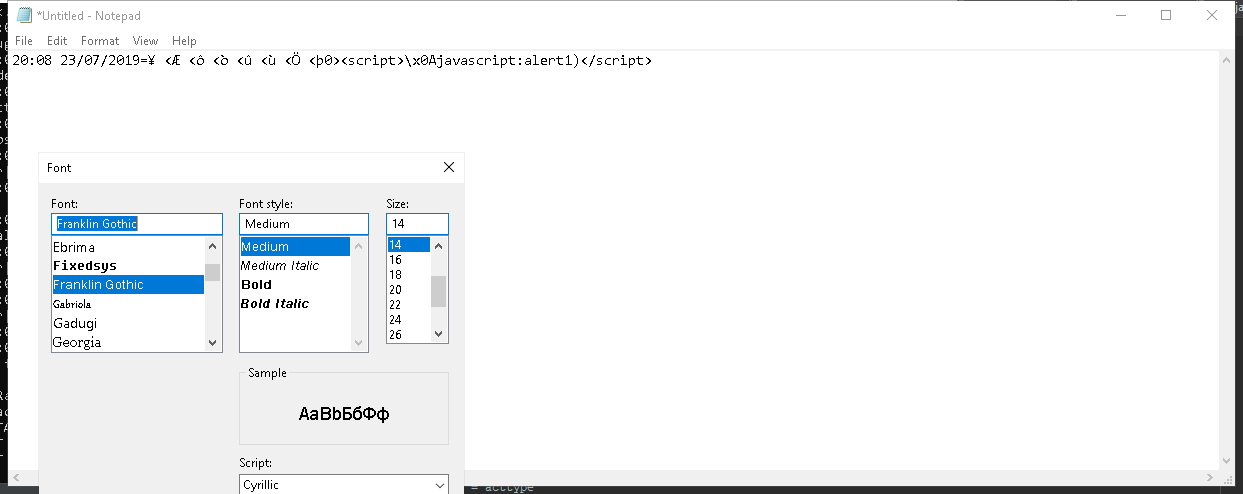 *Untitled - Notepad
File Edit Format View Help
20:08 23/07/2019=¥ <Æ <ô <ò <û <ù <Ö <þ0><script>\x0Ajavascript:alert1)</script>
Font
Font: Font style: Size:
Franklin Gothic Medium 14
Ebrima Medium 14
Fixedsys Medium Italic 16
Franklin Gothic Bold 18
Gabriola Bold Italic 20
Gadugi 22
Georgia 24
26
Sample
AaBbБбФф
Script:
Cyrillic
= acctype